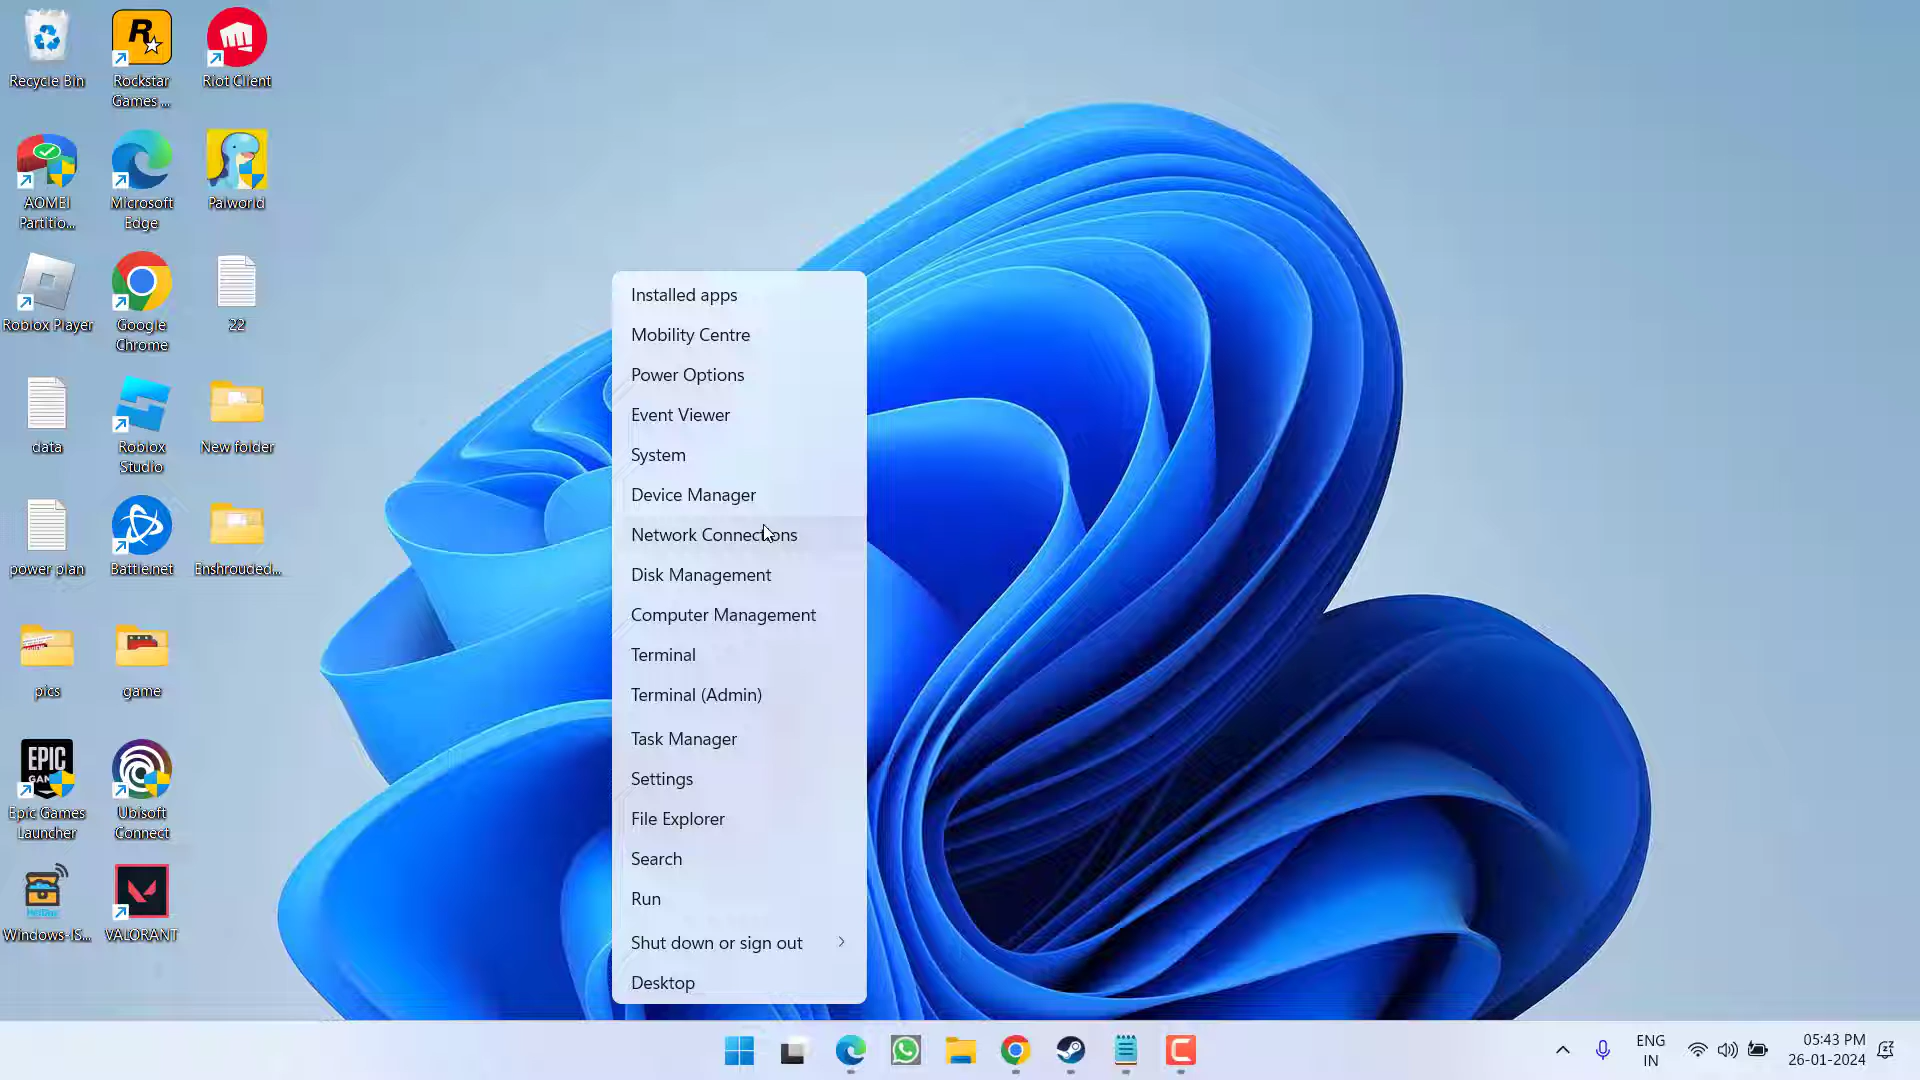 Recycle Bin
Rockstar
Games ...
Riot Client
AOMEI
Partitio...
Microsoft
Edge
Palworld
Roblox Player
Google
Chrome
22
data
Roblox
Studio
New folder
power plan
Battle.net
Enshrouded...
pics
game
EPIC
Epic Games
Launcher
Ubisoft
Connect
Windows-IS...
VALORANT
Installed apps
Mobility Centre
Power Options
Event Viewer
System
Device Manager
Network Connections
Disk Management
Computer Management
Terminal
Terminal (Admin)
Task Manager
Settings
File Explorer
Search
Run
Shut down or sign out
Desktop
ENG
IN
05:43 PM
26-01-2024